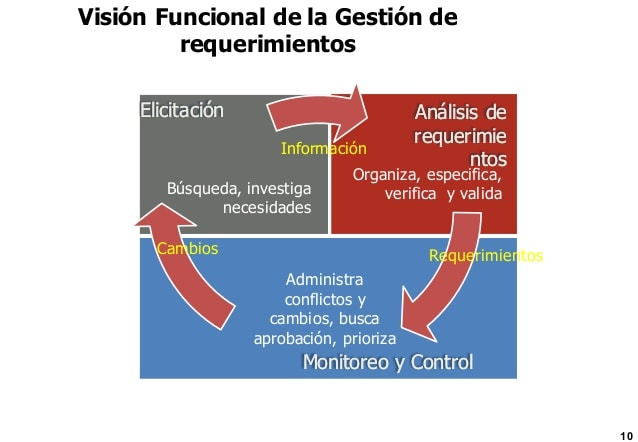 Visión Funcional de la Gestión de
requerimientos
Elicitación
Búsqueda, investiga
necesidades
Información
Análisis de
requerimie
ntos
Organiza, especifica,
verifica y valida
Requerimientos
Administra
conflictos y
cambios, busca
aprobación, prioriza
Monitoreo y Control
Cambios
10